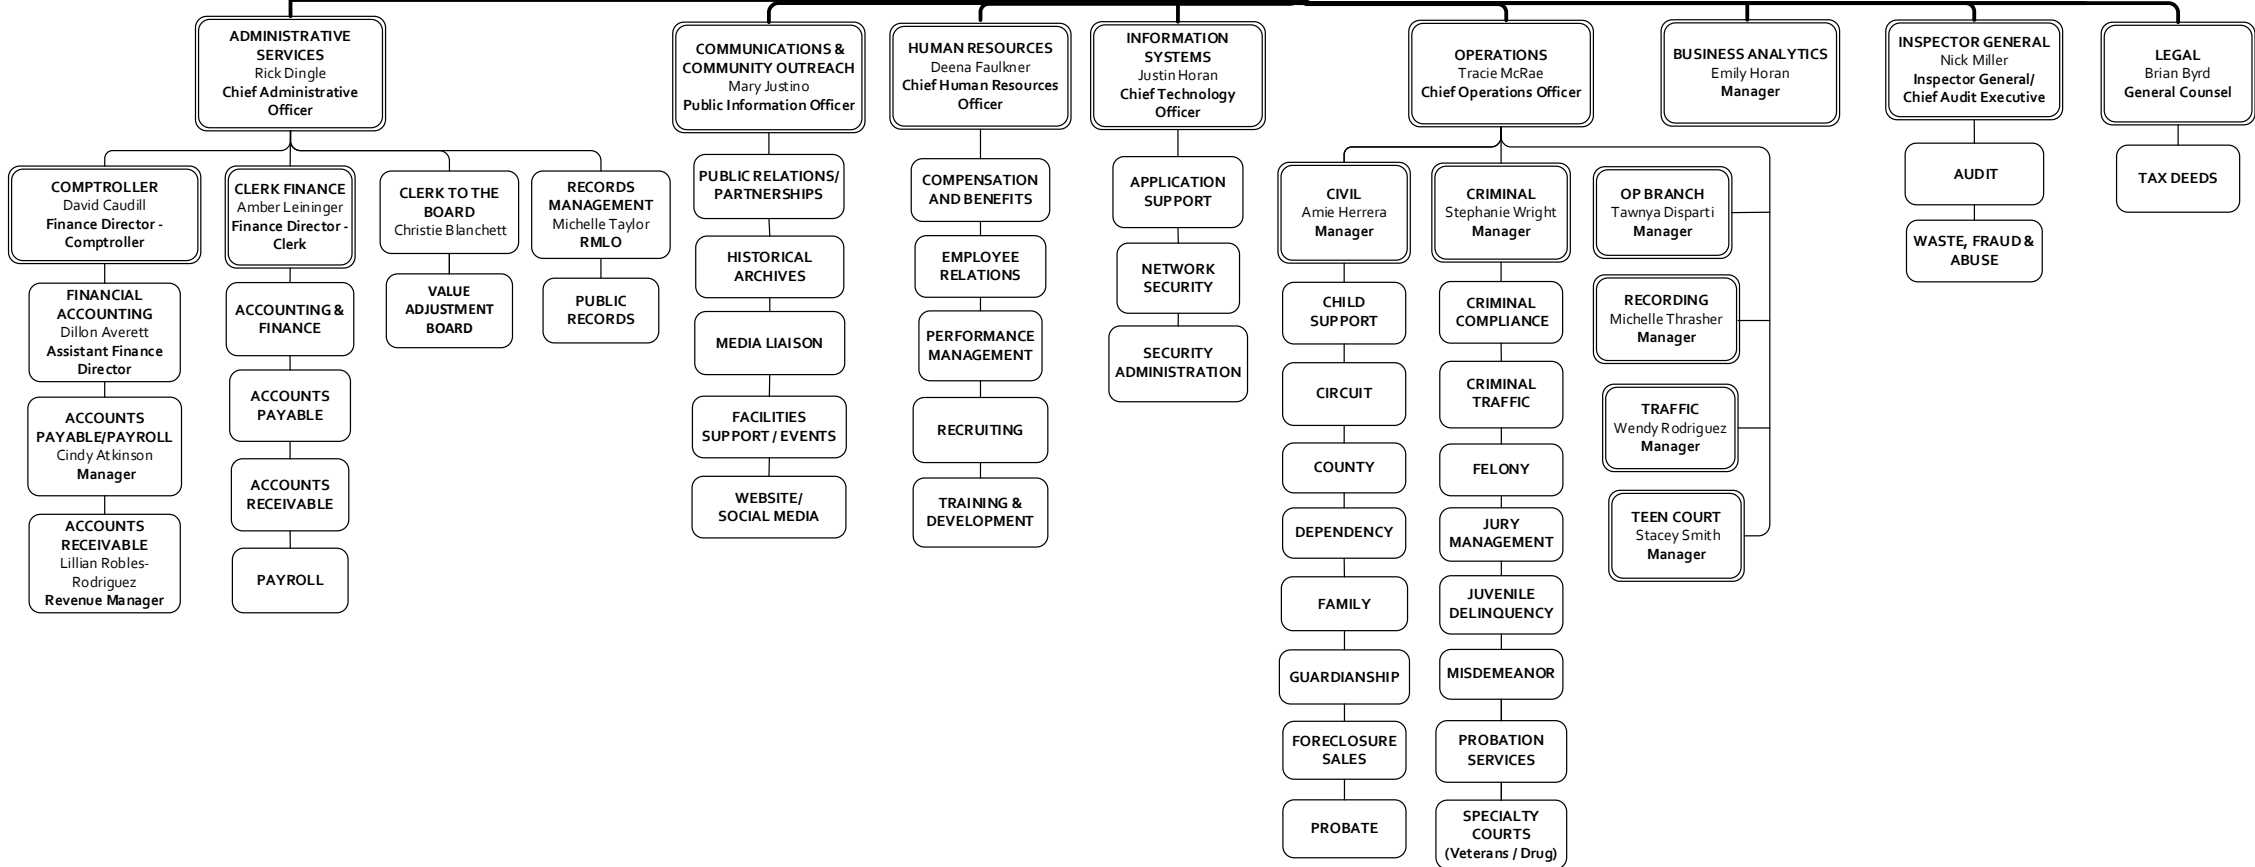 ADMINISTRATIVE
SERVICES
Rick Dingle
Chief Administrative
Officer
COMPTROLLER
David Caudill
Finance Director -
Comptroller
FINANCIAL
ACCOUNTING
Dillon Averett
Assistant Finance
Director
ACCOUNTS
PAYABLE/PAYROLL
Cindy Atkinson
Manager
ACCOUNTS
RECEIVABLE
Lillian Robles-
Rodriguez
Revenue Manager
CLERK FINANCE
Amber Leininger
Finance Director -
Clerk
ACCOUNTING &
FINANCE
ACCOUNTS
PAYABLE
ACCOUNTS
RECEIVABLE
PAYROLL
CLERK TO THE
BOARD
Christie Blanchett
VALUE
ADJUSTMENT
BOARD
RECORDS
MANAGEMENT
Michelle Taylor
RMLO
PUBLIC
RECORDS
COMMUNICATIONS &
COMMUNITY OUTREACH
Mary Justino
Public Information Officer
PUBLIC RELATIONS/
PARTNERSHIPS
HISTORICAL
ARCHIVES
MEDIA LIAISON
FACILITIES
SUPPORT / EVENTS
WEBSITE/
SOCIAL MEDIA
HUMAN RESOURCES
Deena Faulkner
Chief Human Resources
Officer
COMPENSATION
AND BENEFITS
EMPLOYEE
RELATIONS
PERFORMANCE
MANAGEMENT
RECRUITING
TRAINING &
DEVELOPMENT
INFORMATION
SYSTEMS
Justin Horan
Chief Technology
Officer
APPLICATION
SUPPORT
NETWORK
SECURITY
SECURITY
ADMINISTRATION
OPERATIONS
Tracie McRae
Chief Operations Officer
CIVIL
Amie Herrera
Manager
CHILD
SUPPORT
CIRCUIT
COUNTY
DEPENDENCY
FAMILY
GUARDIANSHIP
FORECLOSURE
SALES
PROBATE
CRIMINAL
Stephanie Wright
Manager
CRIMINAL
COMPLIANCE
CRIMINAL
TRAFFIC
FELONY
JURY
MANAGEMENT
JUVENILE
DELINQUENCY
MISDEMEANOR
PROBATION
SERVICES
SPECIALTY
COURTS
(Veterans / Drug)
OP BRANCH
Tawnya Disparti
Manager
RECORDING
Michelle Thrasher
Manager
TRAFFIC
Wendy Rodriguez
Manager
TEEN COURT
Stacey Smith
Manager
BUSINESS ANALYTICS
Emily Horan
Manager
INSPECTOR GENERAL
Nick Miller
Inspector General/
Chief Audit Executive
AUDIT
WASTE, FRAUD &
ABUSE
LEGAL
Brian Byrd
General Counsel
TAX DEEDS